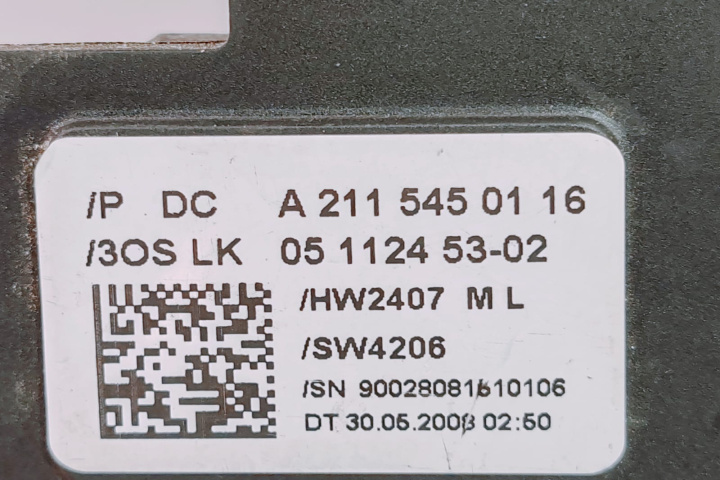 /P DC A 211 545 01 16
/3OS LK 05 1124 53-02
/HW2407 M L
/SW4206
/SN 90028081610106
DT 30.05.2008 02:50